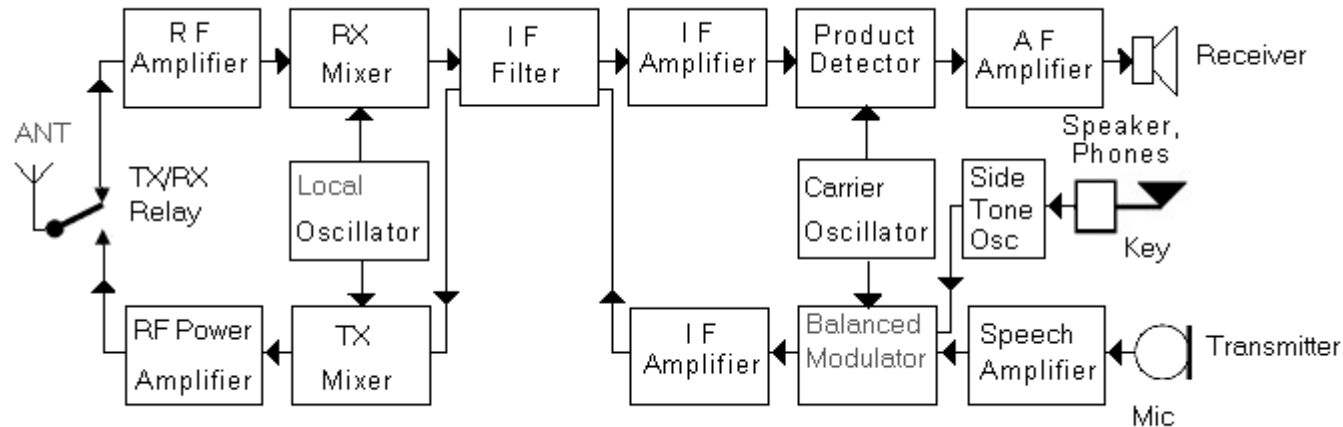 R F
Amplifier
RX
Mixer
I F
Filter
I F
Amplifier
Product
Detector
A F
Amplifier
Receiver
Speaker,
Phones
ANT
TX/RX
Relay
Local
Oscillator
Carrier
Oscillator
Side
Tone
Osc
Key
RF Power
Amplifier
TX
Mixer
I F
Amplifier
Balanced
Modulator
Speech
Amplifier
Transmitter
Mic